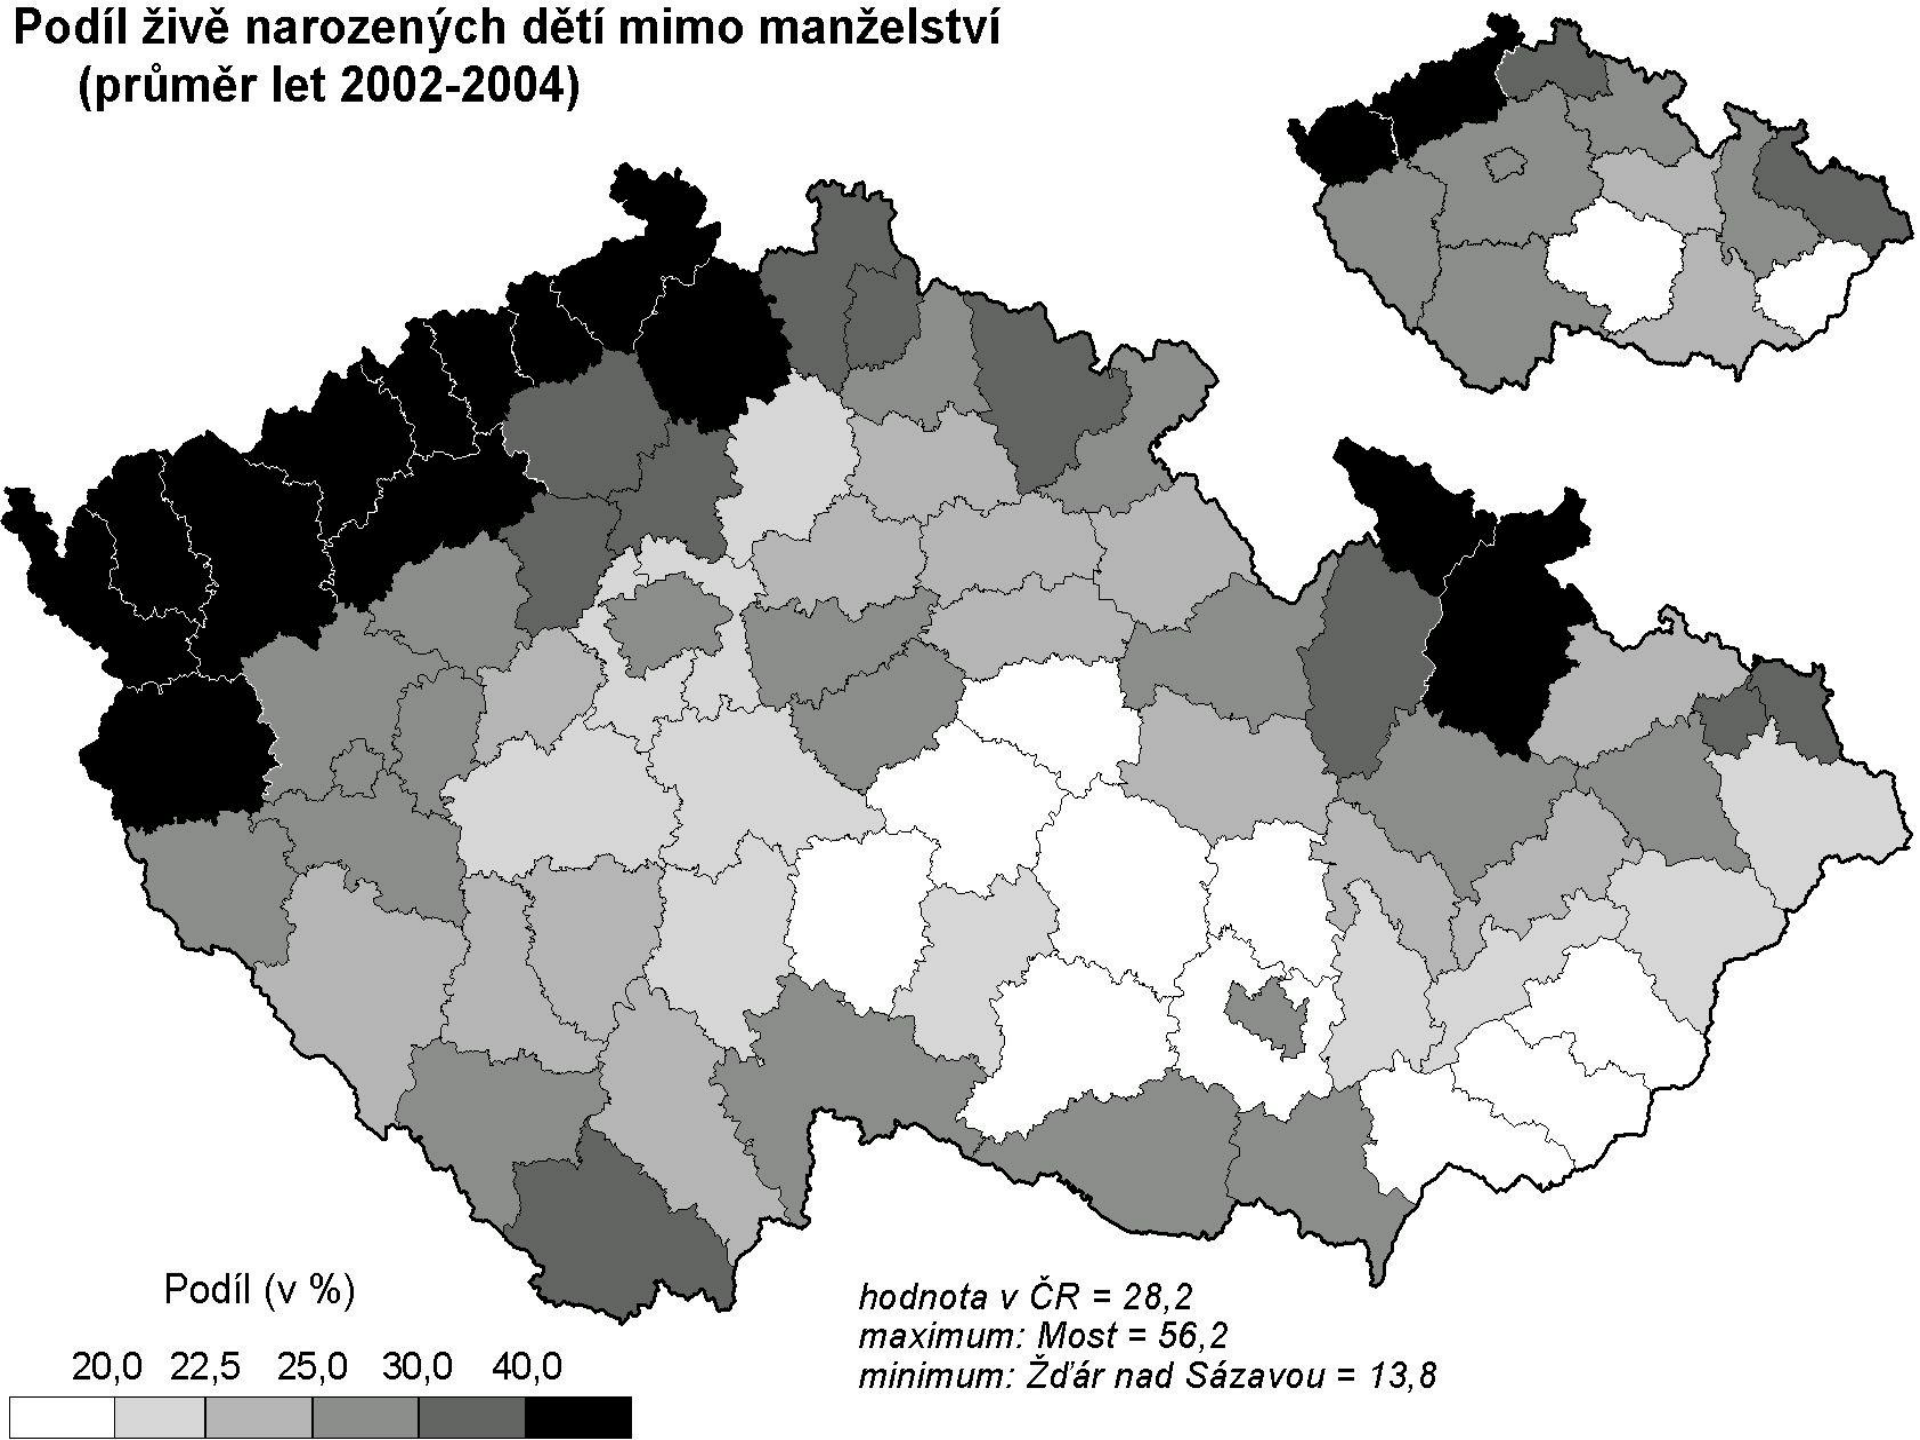 Podíl živě narozených dětí mimo manželství
(průměr let 2002-2004)
Podíl (v %)
20,0 22,5 25,0 30,0 40,0
hodnota v ČR = 28,2
maximum: Most = 56,2
minimum: Žďár nad Sázavou = 13,8